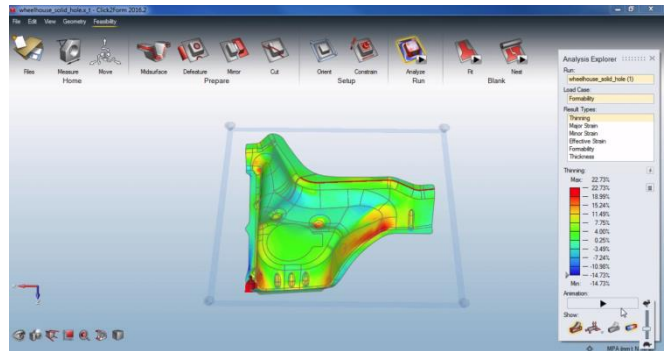 wheelhouse_solid_hole.x_t - Click2Form 2016.2
File Edit View Geometry Feasibility
Files Measure Move Midsurface Defeature Mirror Cut Orient Constrain Analyze Fit Nest
Home Prepare Setup Run Blank
Analysis Explorer
Run:
wheelhouse_solid_hole (1)
Load Case:
Formability
Result Types:
Thinning
Major Strain
Minor Strain
Effective Strain
Formability
Thickness
Thinning
Max: 22.73%
22.73%
18.99%
15.24%
11.49%
7.75%
4.00%
0.25%
-3.49%
-7.24%
-10.98%
-14.73%
Min: -14.73%
Animation:
Show: